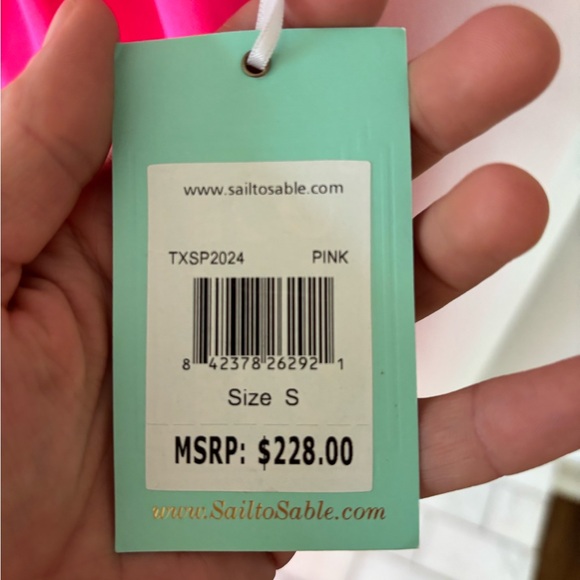 www.sailtosable.com
TXSP2024 PINK
8 42378 26292 1
Size S
MSRP: $228.00
www.SailtoSable.com